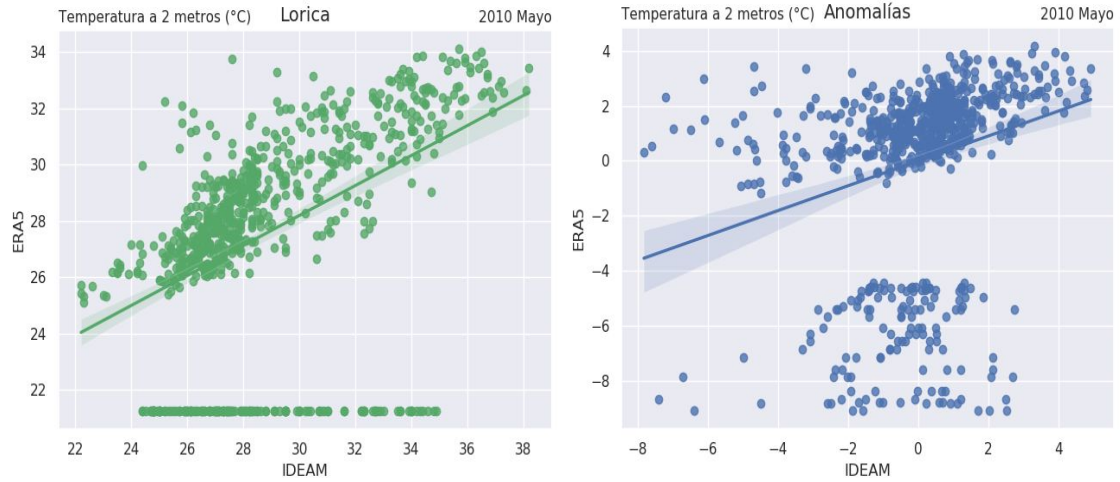 Temperatura a 2 metros (°C) Lorica 2010 Mayo
34
32
30
28
26
24
22
ERA5
22 24 26 28 30 32 34 36 38
IDEAM
Temperatura a 2 metros (°C) Anomalías 2010 Mayo
4
2
0
−2
−4
−6
−8
ERA5
−8 −6 −4 −2 0 2 4
IDEAM